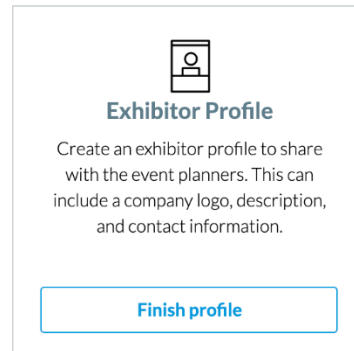 Exhibitor Profile
Create an exhibitor profile to share
with the event planners. This can
include a company logo, description,
and contact information.
Finish profile